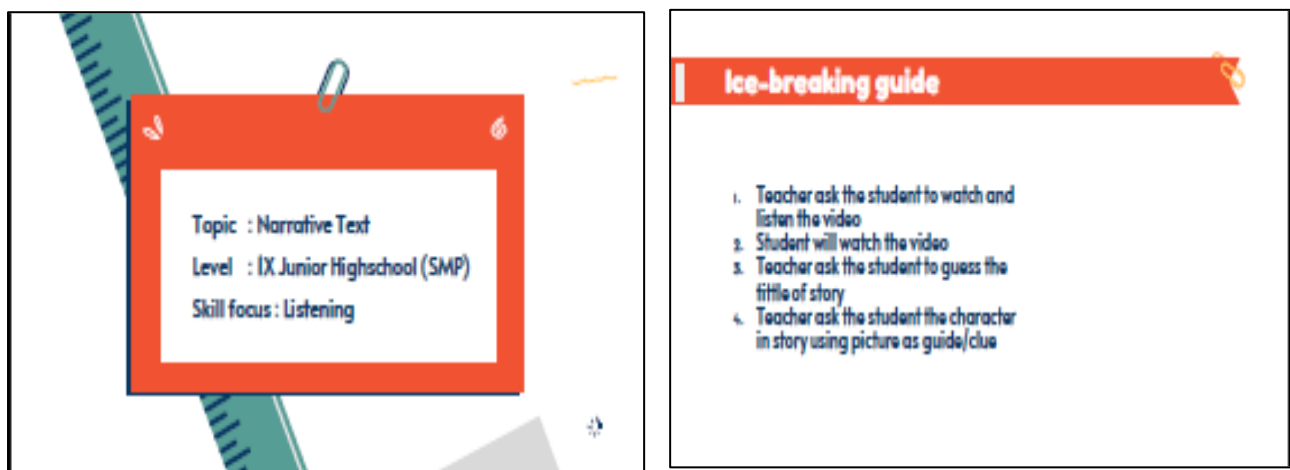 Topic : Narrative Text
Level : IX Junior Highschool (SMP)
Skill focus : Listening
Ice-breaking guide
1. Teacher ask the student to watch and
listen the video
2. Student will watch the video
3. Teacher ask the student to guess the
tittle of story
4. Teacher ask the student the character
in story using picture as guide/clue